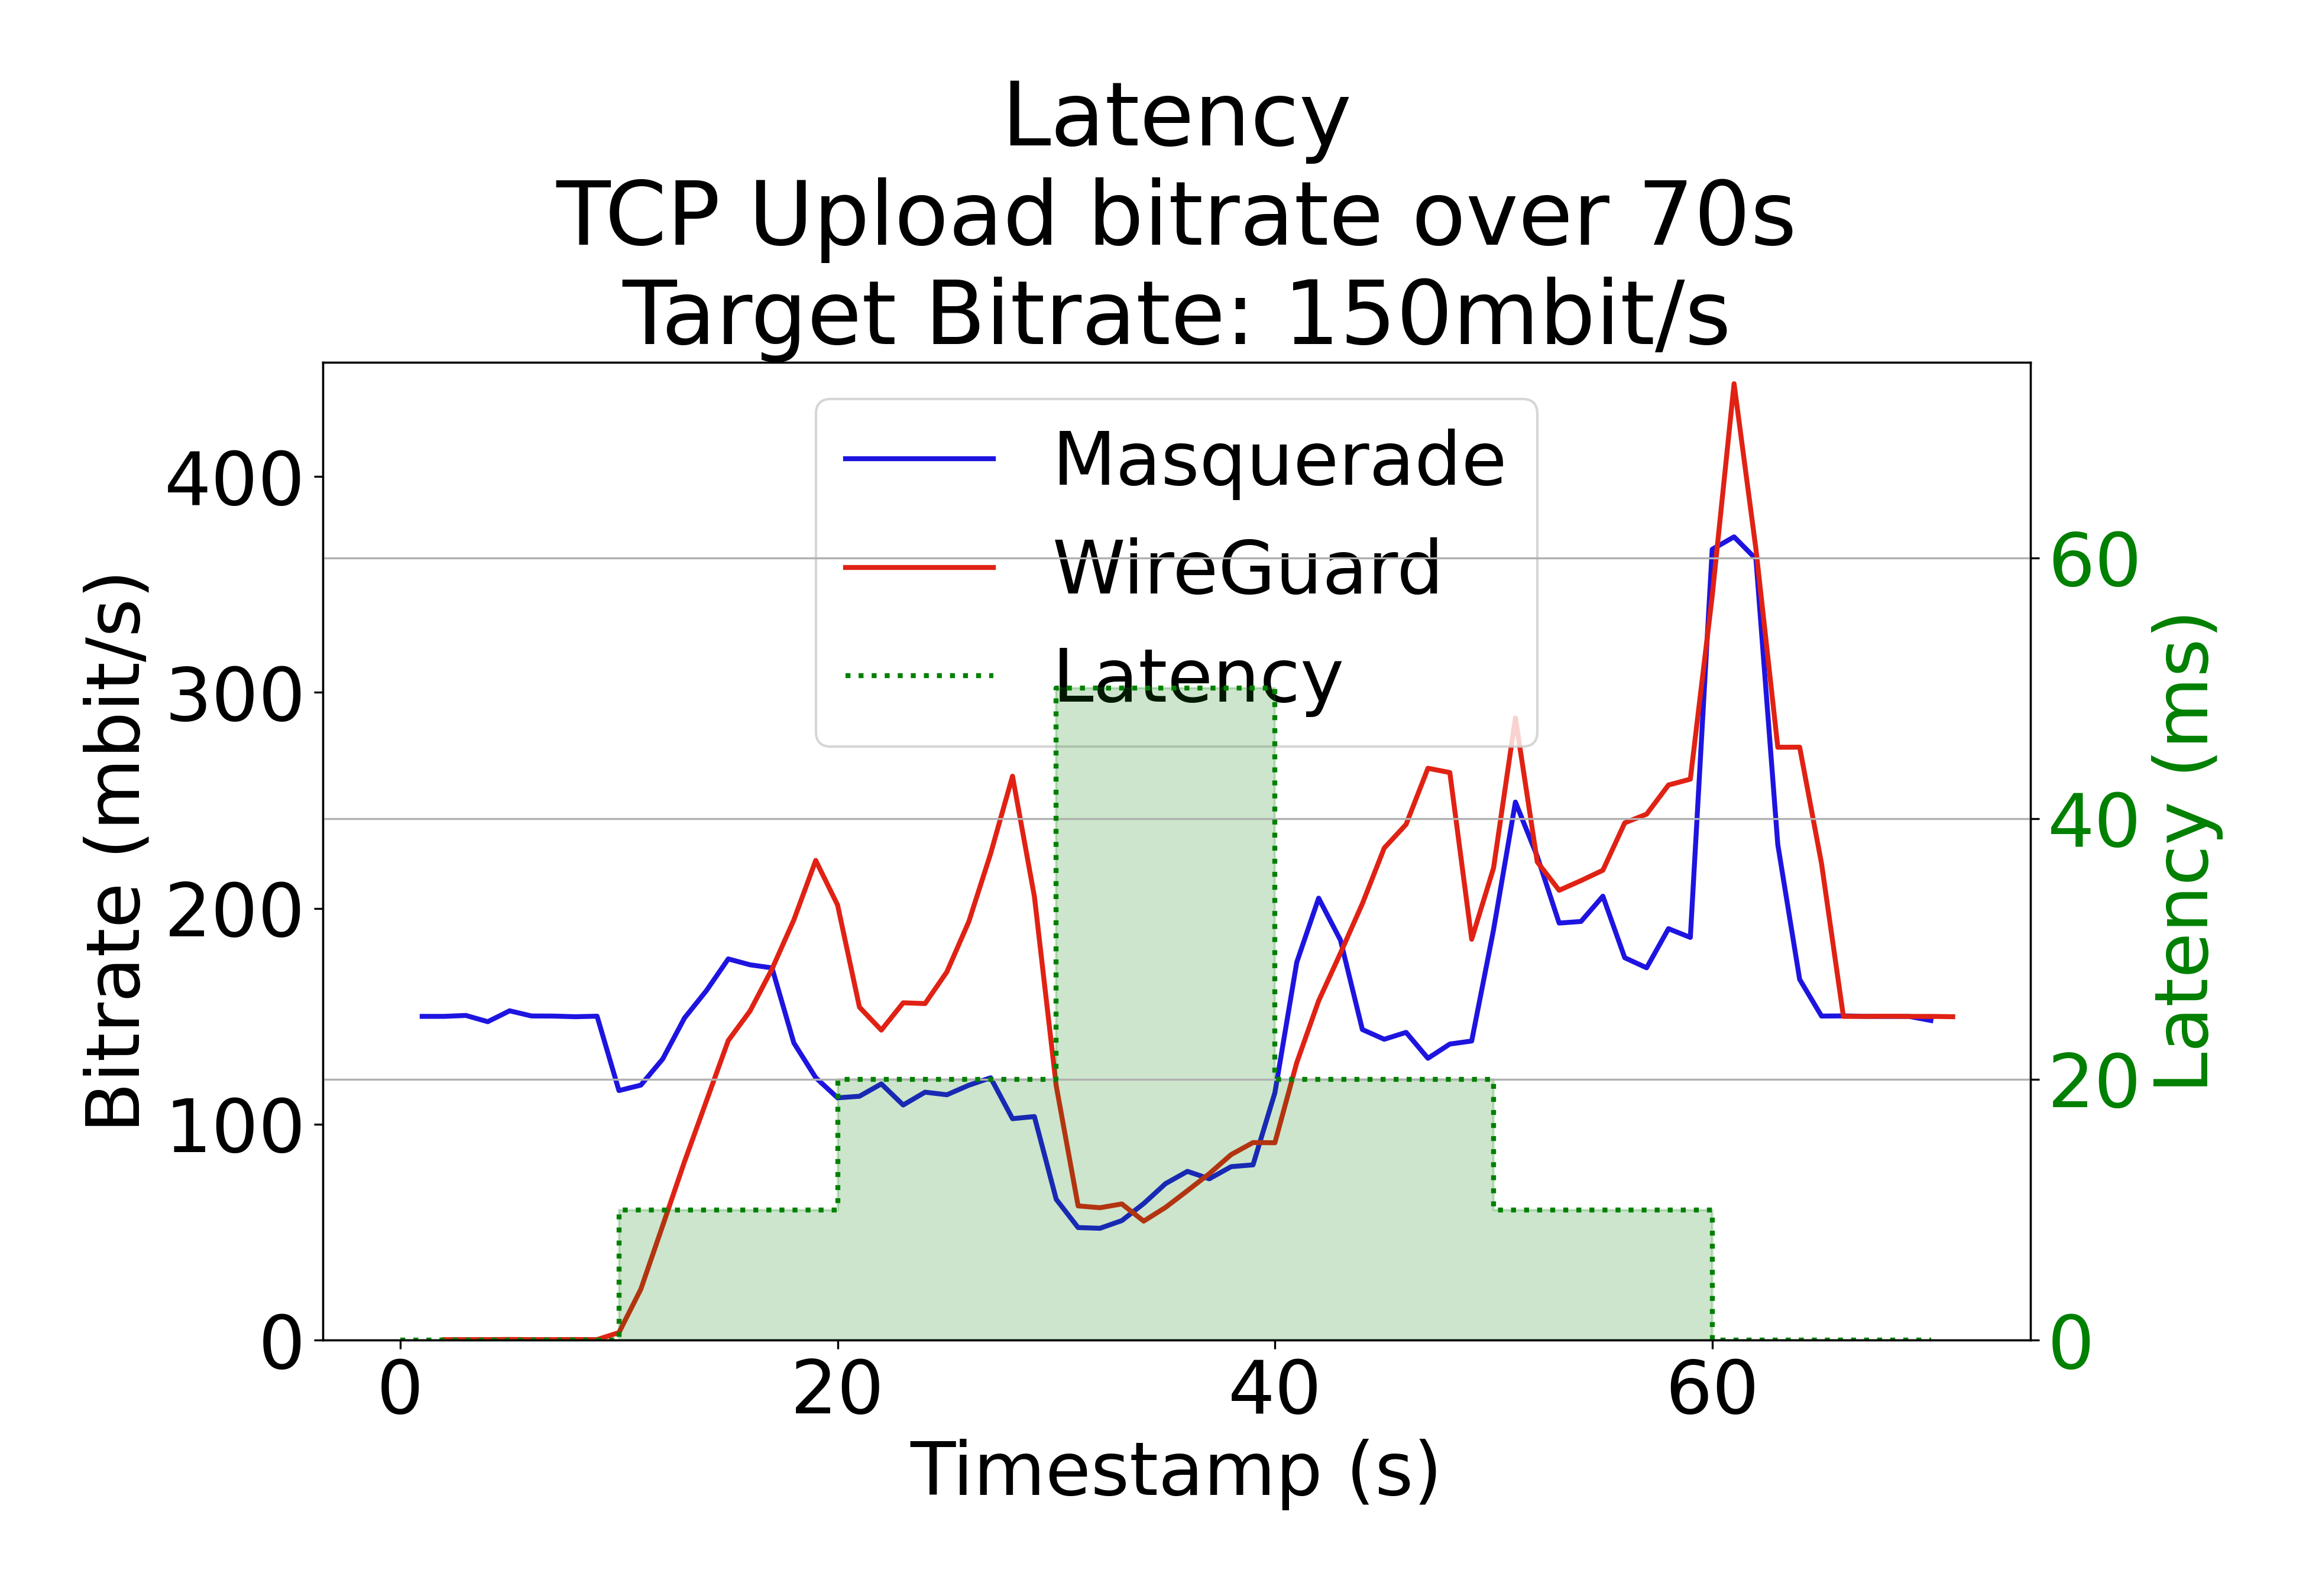 Latency
TCP Upload bitrate over 70s
Target Bitrate: 150mbit/s
Masquerade
WireGuard
Latency
Bitrate (mbit/s)
400
300
200
100
0
Latency (ms)
60
40
20
0
0 20 40 60
Timestamp (s)